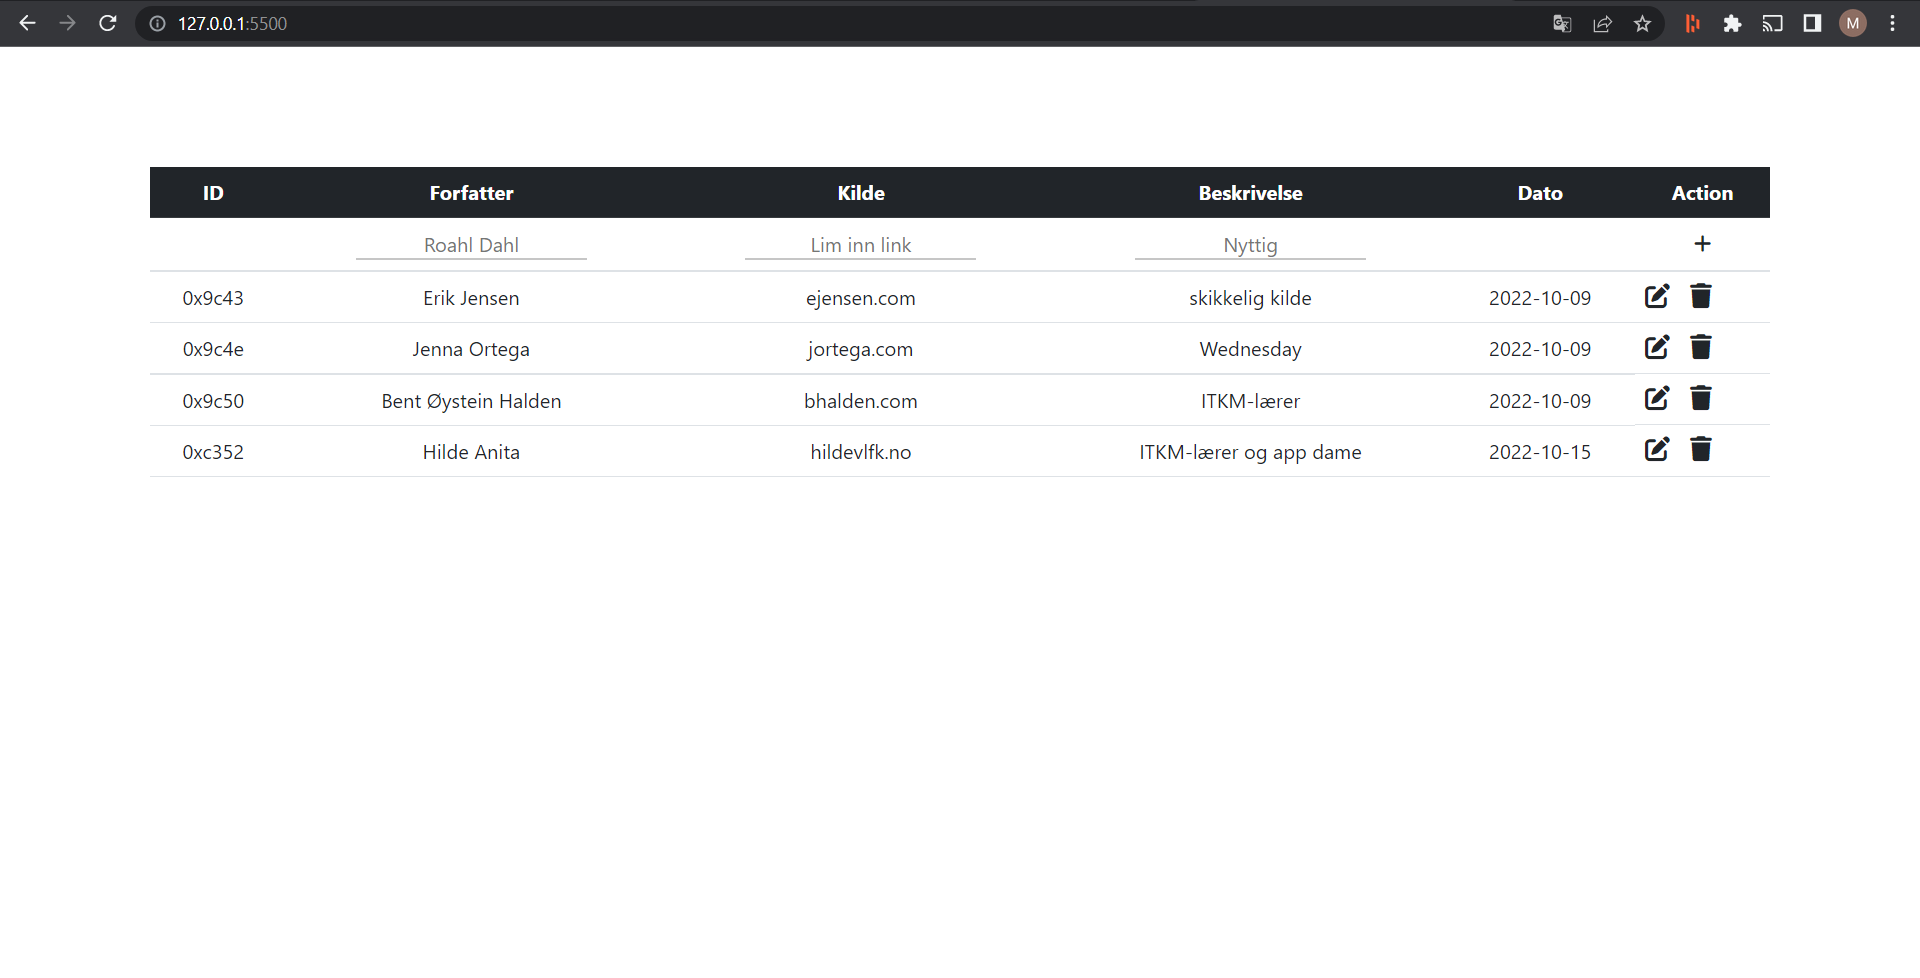 127.0.0.1:5500
M
ID Forfatter Kilde Beskrivelse Dato Action
Roahl Dahl Lim inn link Nyttig +
0x9c43 Erik Jensen ejensen.com skikkelig kilde 2022-10-09
0x9c4e Jenna Ortega jortega.com Wednesday 2022-10-09
0x9c50 Bent Øystein Halden bhalden.com ITKM-lærer 2022-10-09
0xc352 Hilde Anita hildevlfk.no ITKM-lærer og app dame 2022-10-15